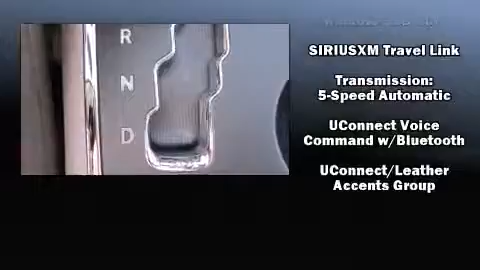 R
N
D
SIRIUSXM Travel Link
Transmission:
5-Speed Automatic
UConnect Voice
Command w/Bluetooth
UConnect/Leather
Accents Group